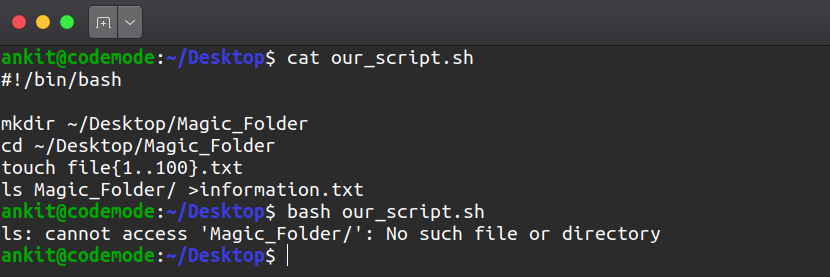 ankit@codemode:~/Desktop$ cat our_script.sh
#!/bin/bash
mkdir ~/Desktop/Magic_Folder
cd ~/Desktop/Magic_Folder
touch file{1..100}.txt
ls Magic_Folder/ >information.txt
ankit@codemode:~/Desktop$ bash our_script.sh
ls: cannot access 'Magic_Folder/': No such file or directory
ankit@codemode:~/Desktop$